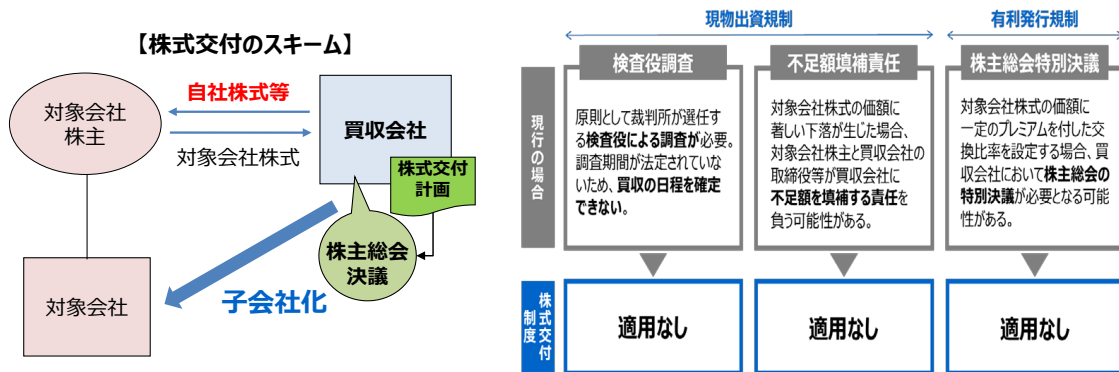 【株式交付のスキーム】
対象会社
株主
自社株式等
対象会社株式
買収会社
株式交付
計画
株主総会
決議
子会社化
対象会社
現物出資規制
有利発行規制
検査役調査
不足額填補責任
株主総会特別決議
現行の場合
原則として裁判所が選任す
る検査役による調査が必要。
調査期間が法定されていな
いため、買収の日程を確定
できない。
対象会社株式の価額に
著しい下落が生じた場合、
対象会社株主と買収会社の
取締役等が買収会社に
不足額を填補する責任を
負う可能性がある。
対象会社株式の価額に
一定のプレミアムを付した交
換比率を設定する場合、買
収会社において株主総会の
特別決議が必要となる可能
性がある。
株式交付
制度
適用なし
適用なし
適用なし